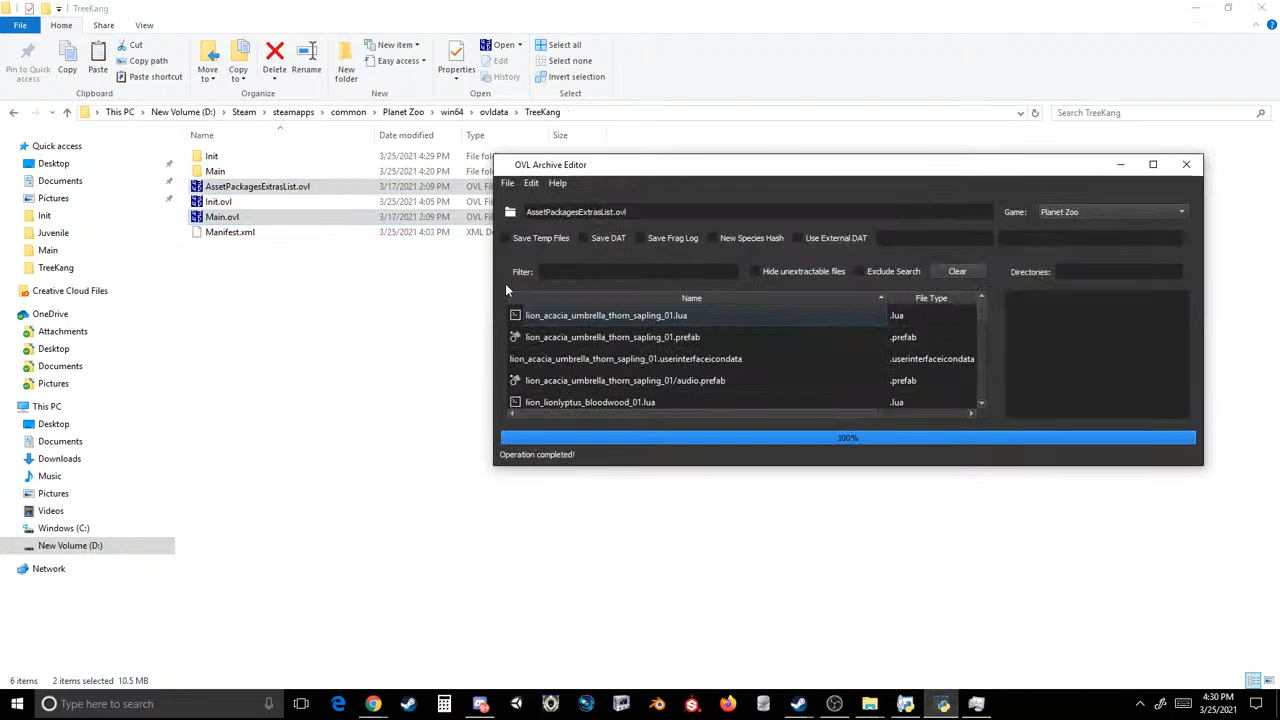 TreeKang
File
Home
Share
View
Pin to Quick access
Copy
Paste
Cut
Copy path
Paste shortcut
Clipboard
Move to
Copy to
Delete
Rename
Organize
New folder
New item
Easy access
New
Properties
Open
Edit
History
Open
Select all
Select none
Invert selection
Select
This PC > New Volume (D:) > Steam > steamapps > common > Planet Zoo > win64 > ovldata > TreeKang
Search TreeKang
Name Date modified Type Size
Init 3/25/2021 4:29 PM File fol
Main 3/25/2021 4:20 PM File fol
AssetPackagesExtrasList.ovl 3/17/2021 2:09 PM OVL Fi
Init.ovl 3/25/2021 4:05 PM OVL Fi
Main.ovl 3/17/2021 2:09 PM OVL Fi
Manifest.xml 3/25/2021 4:03 PM XML D
Quick access
Desktop
Documents
Pictures
Init
Juvenile
Main
TreeKang
Creative Cloud Files
OneDrive
Attachments
Desktop
Documents
Pictures
This PC
Desktop
Documents
Downloads
Music
Pictures
Videos
Windows (C:)
New Volume (D:)
Network
OVL Archive Editor
File Edit Help
AssetPackagesExtrasList.ovl
Game: Planet Zoo
Save Temp Files Save DAT Save Frag Log New Species Hash Use External DAT
Filter: Hide unextractable files Exclude Search Clear Directories:
Name File Type
lion_acacia_umbrella_thorn_sapling_01.lua .lua
lion_acacia_umbrella_thorn_sapling_01.prefab .prefab
lion_acacia_umbrella_thorn_sapling_01.userinterfaceicondata .userinterfaceicondata
lion_acacia_umbrella_thorn_sapling_01/audio.prefab .prefab
lion_lionlyptus_bloodwood_01.lua .lua
100%
Operation completed!
6 items 2 items selected 10.5 MB
Type here to search
4:30 PM
3/25/2021